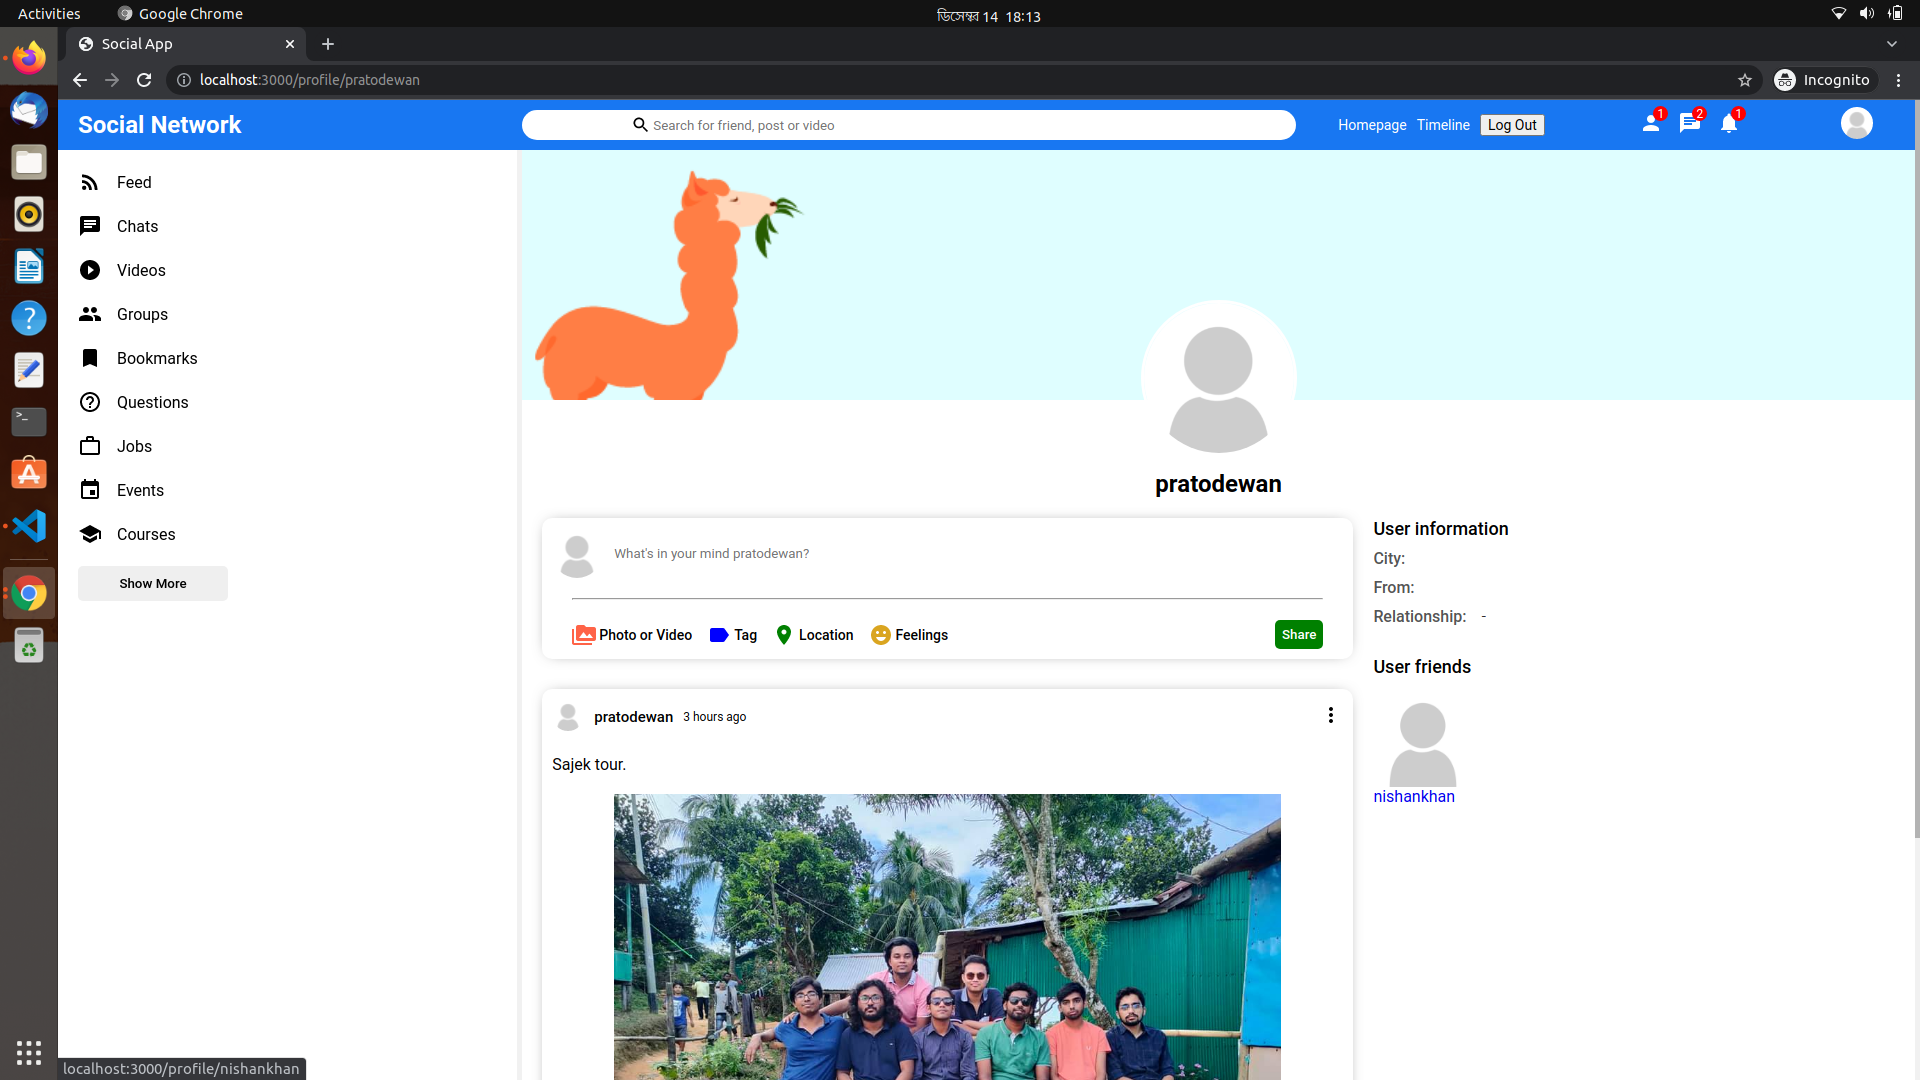 Activities
Google Chrome
ডিসেম্বর 14 18:13
Social App
localhost:3000/profile/pratodewan
Incognito
Social Network
Search for friend, post or video
Homepage Timeline Log Out
1 2 1
Feed
Chats
Videos
Groups
Bookmarks
Questions
Jobs
Events
Courses
Show More
pratodewan
What's in your mind pratodewan?
Photo or Video Tag Location Feelings Share
pratodewan 3 hours ago
Sajek tour.
User information
City:
From:
Relationship: -
User friends
nishankhan
localhost:3000/profile/nishankhan